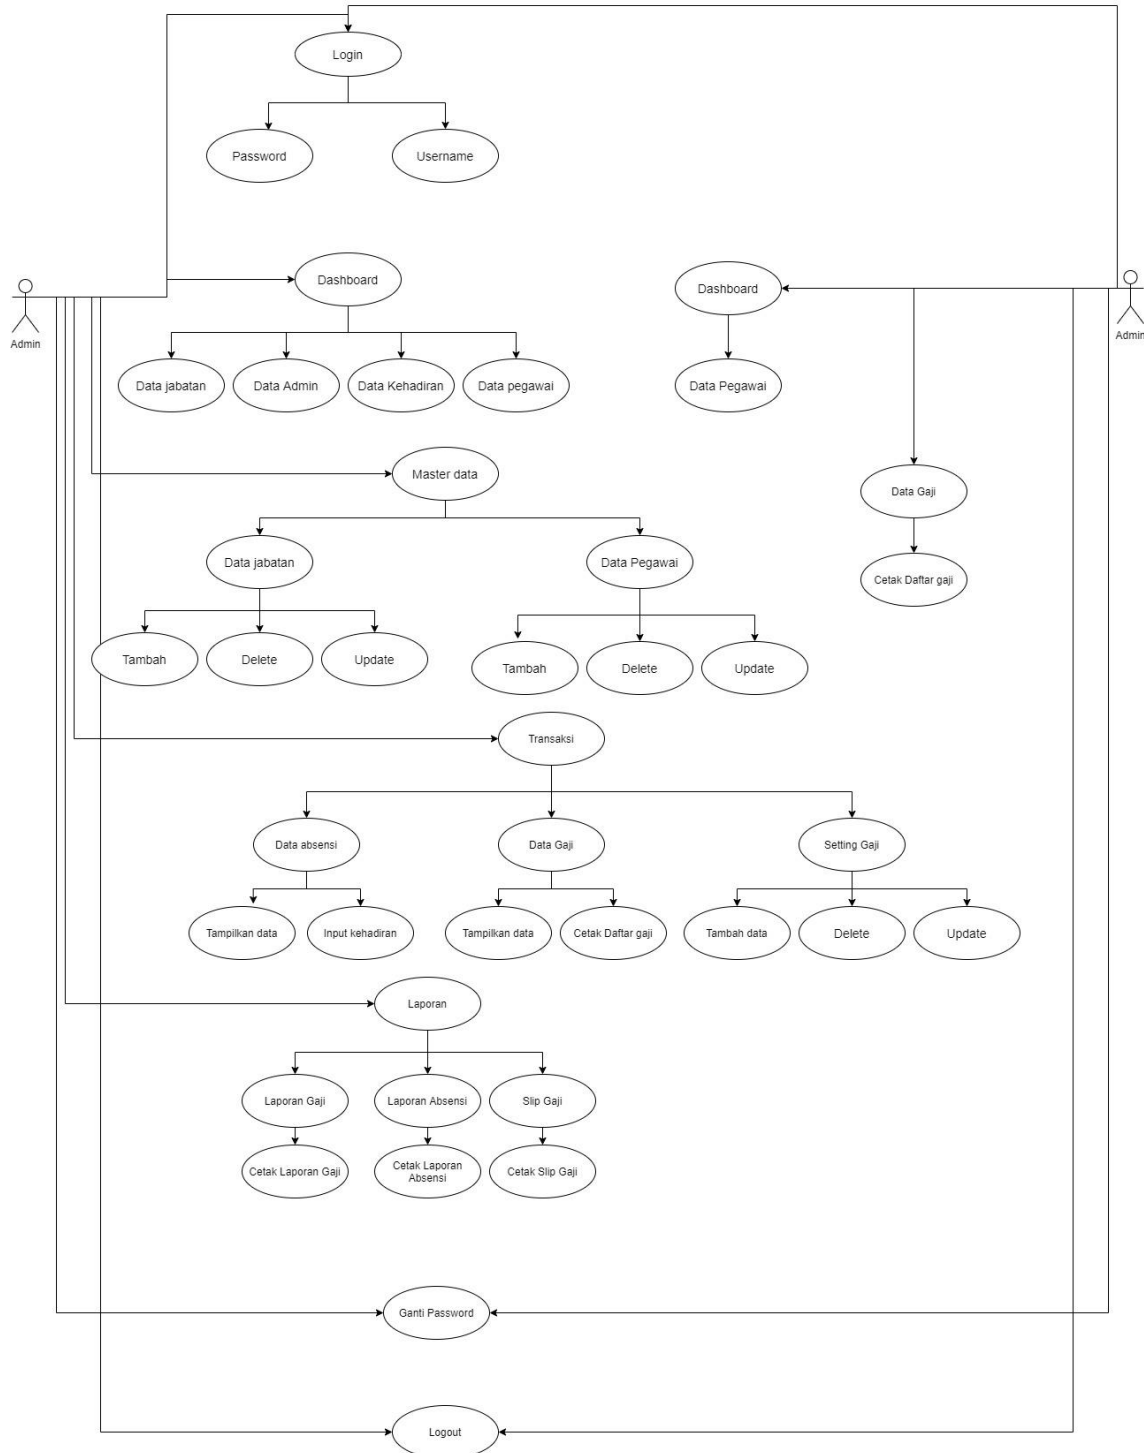 Login
Password
Username
Dashboard
Dashboard
Admin
Admin
Data jabatan
Data Admin
Data Kehadiran
Data pegawai
Data Pegawai
Master data
Data Gaji
Data jabatan
Data Pegawai
Cetak Daftar gaji
Tambah
Delete
Update
Tambah
Delete
Update
Transaksi
Data absensi
Data Gaji
Setting Gaji
Tampilkan data
Input kehadiran
Tampilkan data
Cetak Daftar gaji
Tambah data
Delete
Update
Laporan
Laporan Gaji
Laporan Absensi
Slip Gaji
Cetak Laporan Gaji
Cetak Laporan
Absensi
Cetak Slip Gaji
Ganti Password
Logout